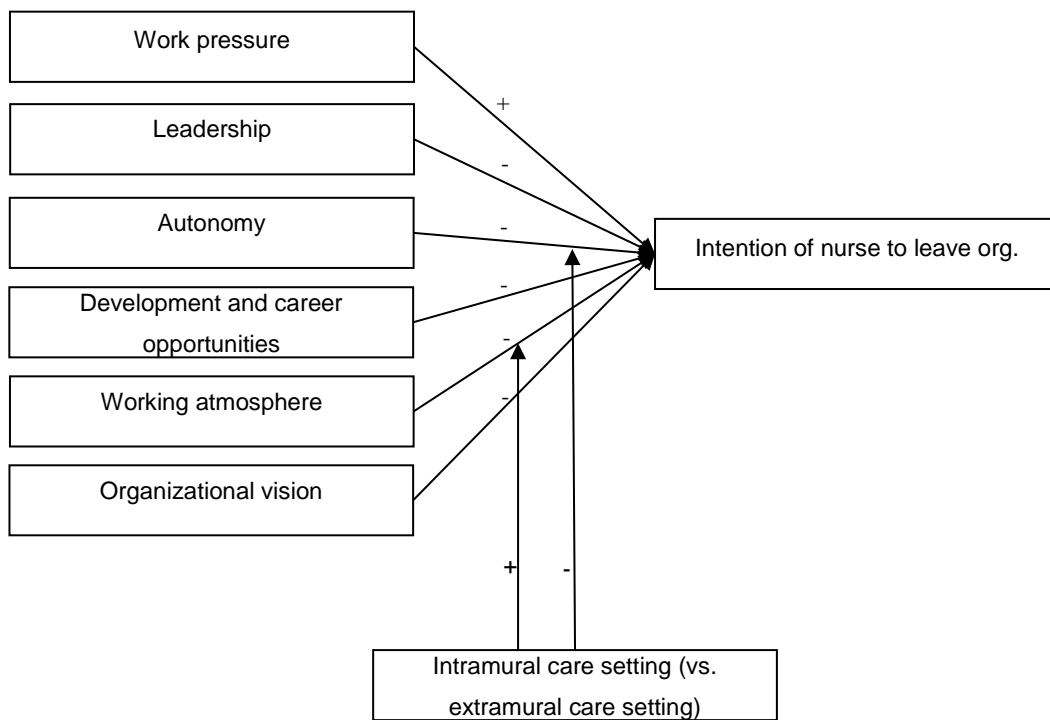 Work pressure
+
Leadership
-
Autonomy
-
Intention of nurse to leave org.
-
Development and career
opportunities
-
Working atmosphere
-
Organizational vision
+
-
Intramural care setting (vs.
extramural care setting)